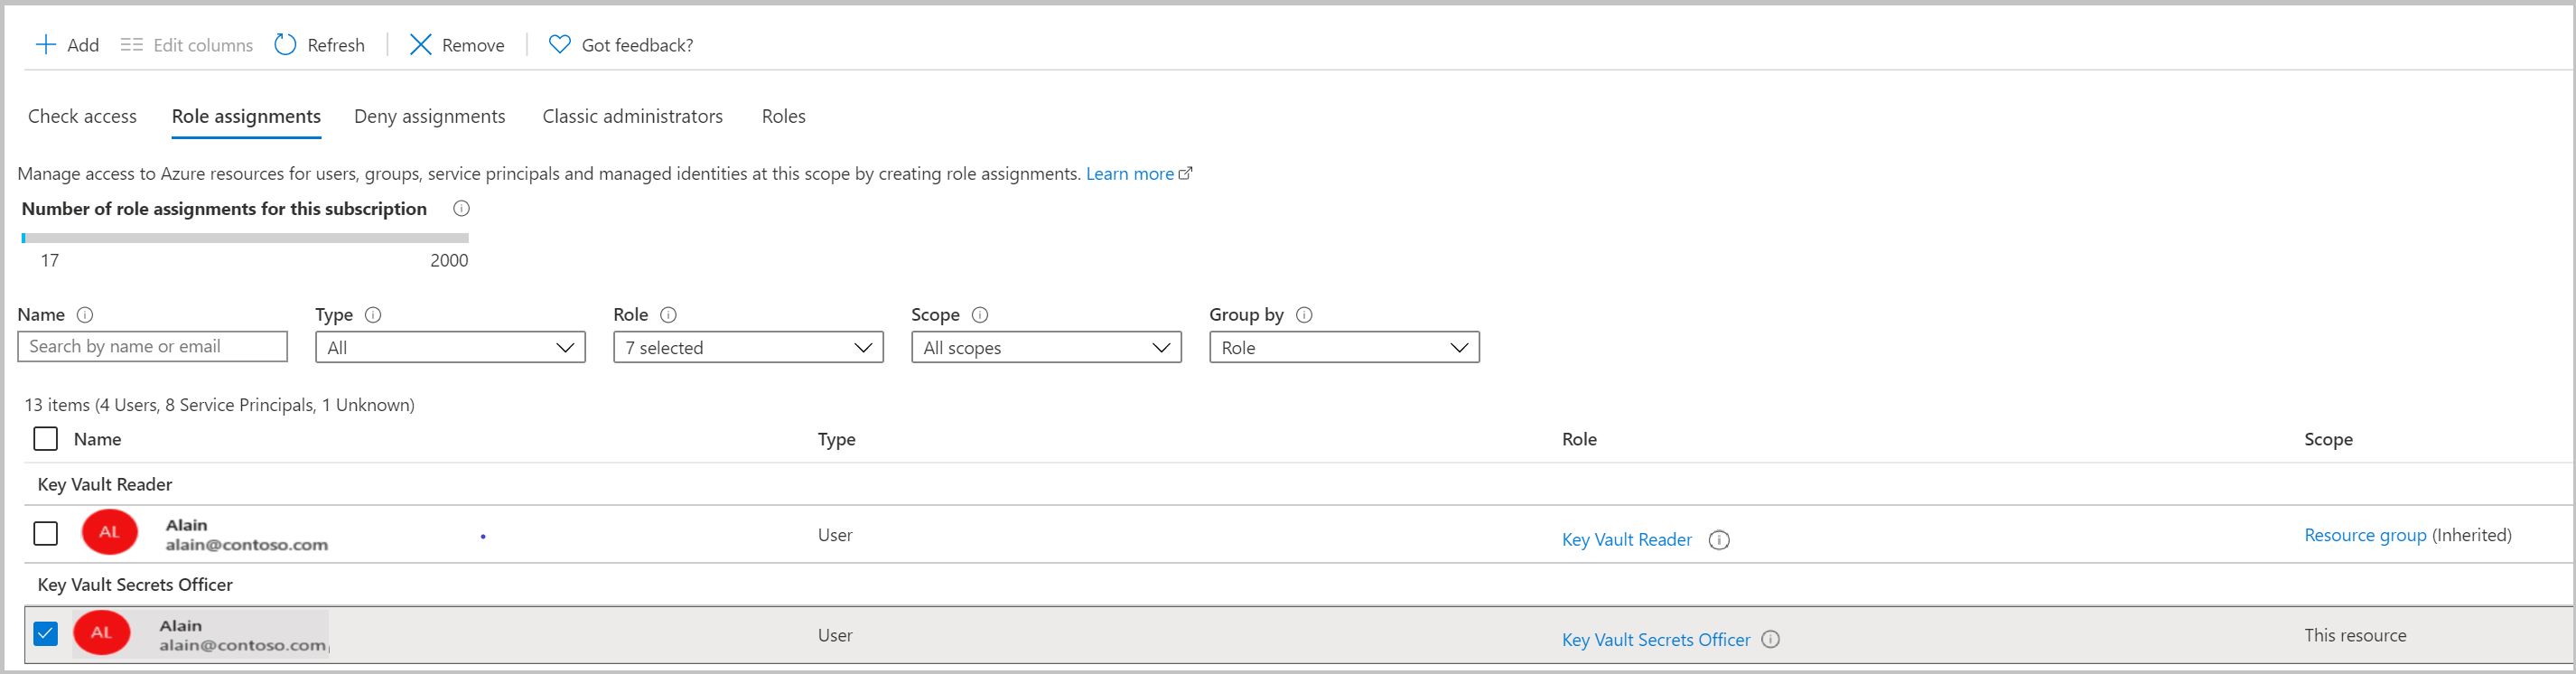 Add Edit columns Refresh Remove Got feedback?
Check access Role assignments Deny assignments Classic administrators Roles
Manage access to Azure resources for users, groups, service principals and managed identities at this scope by creating role assignments. Learn more
Number of role assignments for this subscription
17 2000
Name Type Role Scope Group by
Search by name or email All 7 selected All scopes Role
13 items (4 Users, 8 Service Principals, 1 Unknown)
Name Type Role Scope
Key Vault Reader
AL Alain User Key Vault Reader Resource group (Inherited)
alain@contoso.com
Key Vault Secrets Officer
AL Alain User Key Vault Secrets Officer This resource
alain@contoso.com